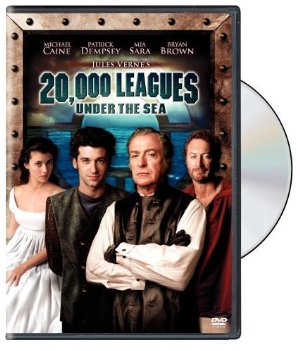 MICHAEL CAINE PATRICK DEMPSEY MIA SARA BRYAN BROWN
JULES VERNE'S
20,000 LEAGUES
UNDER THE SEA
DVD